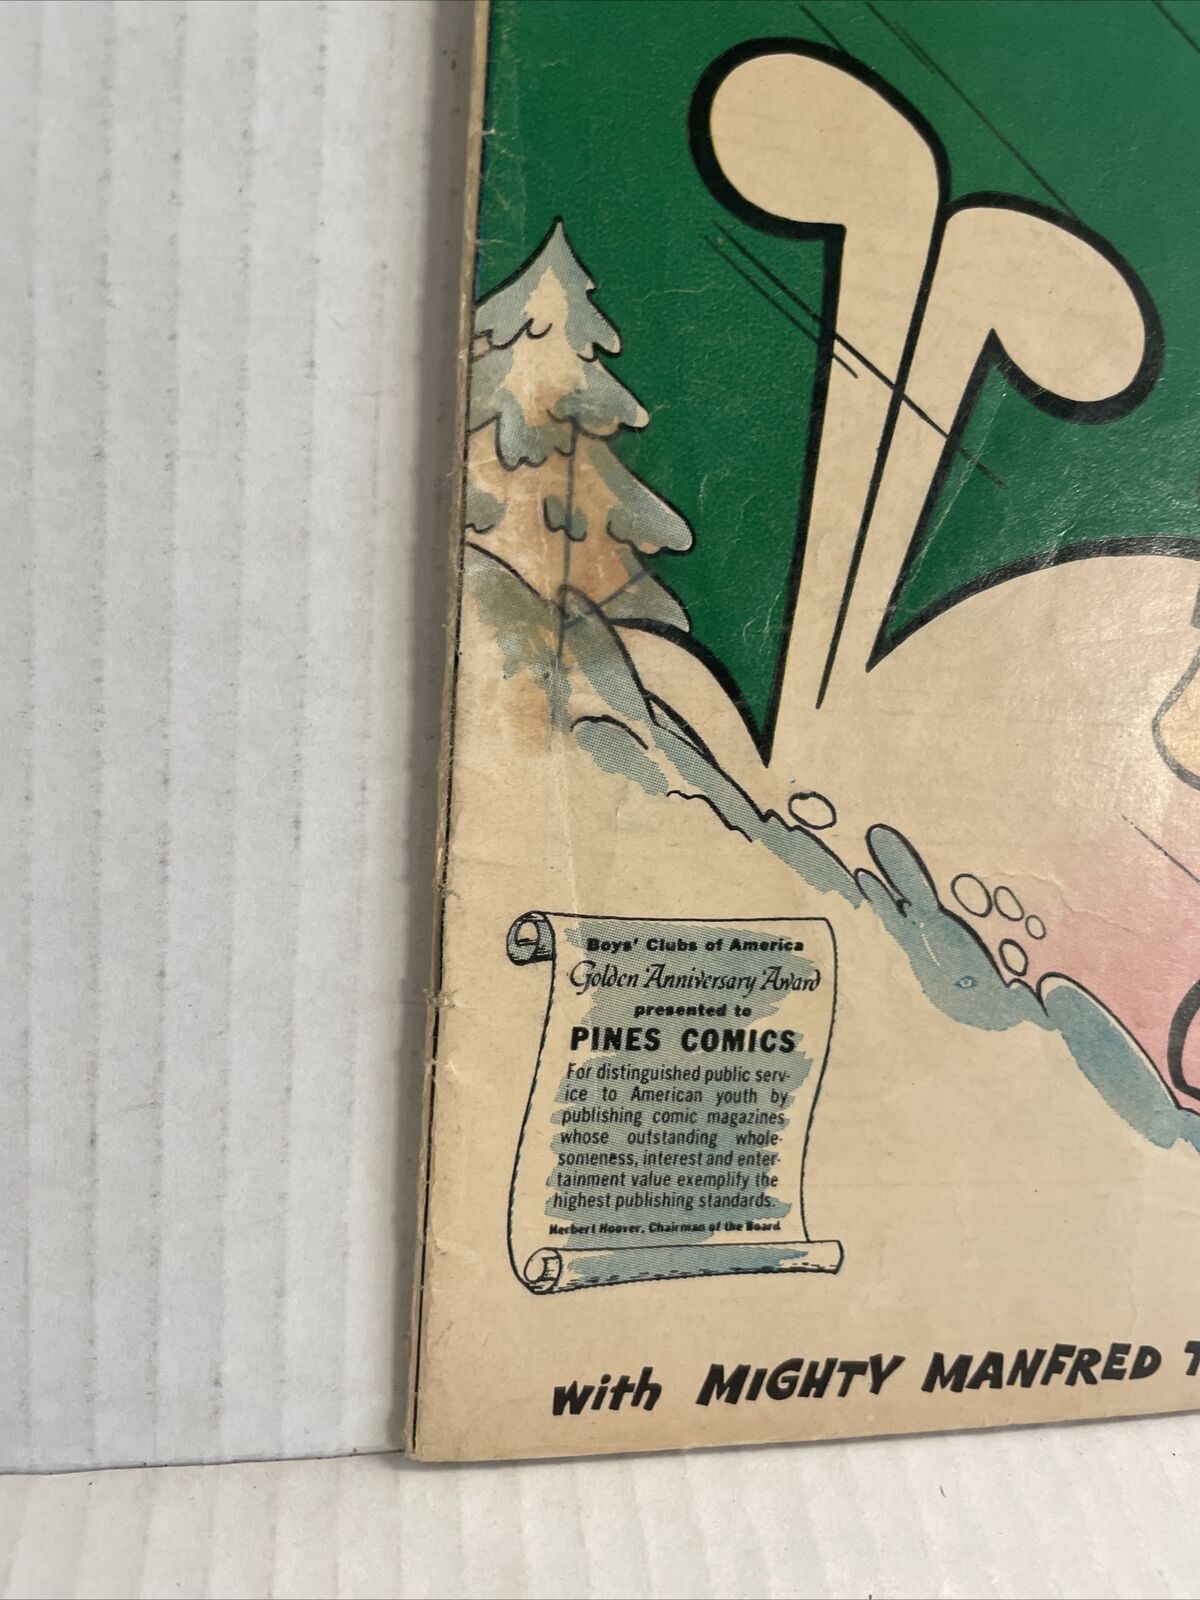 Boys' Clubs of America
Golden Anniversary Award
presented to
PINES COMICS
For distinguished public serv-
ice to American youth by
publishing comic magazines
whose outstanding whole-
someness, interest and enter-
tainment value exemplify the
highest publishing standards.
Herbert Hoover, Chairman of the Board
with MIGHTY MANFRED